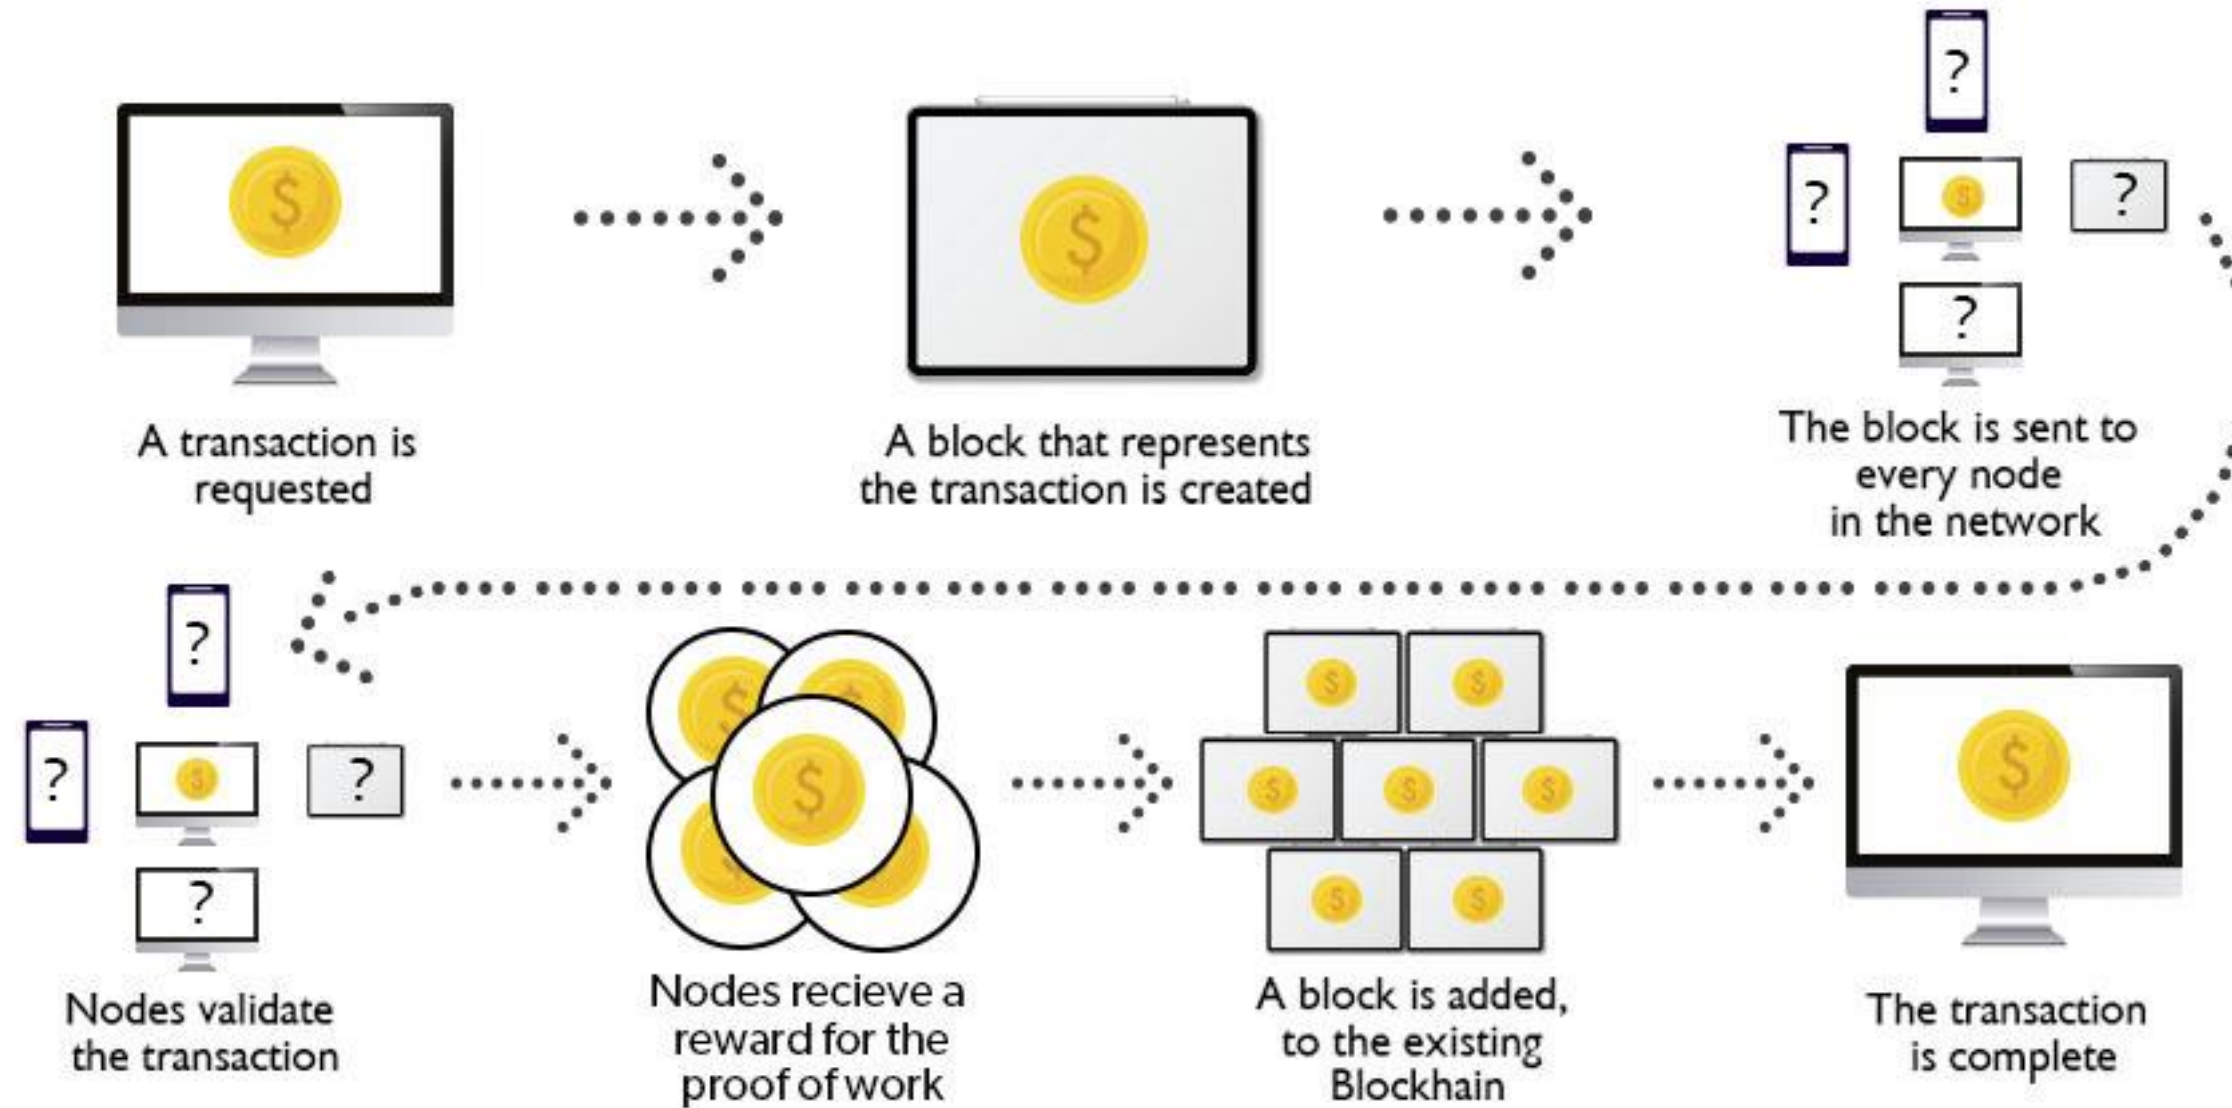 $
A transaction is
requested
$
A block that represents
the transaction is created
?
?
$
?
?
The block is sent to
every node
in the network
?
?
$
?
?
Nodes validate
the transaction
$
$
$
$
Nodes recieve a
reward for the
proof of work
$ $
$ $ $
$ $
A block is added,
to the existing
Blockhain
$
The transaction
is complete